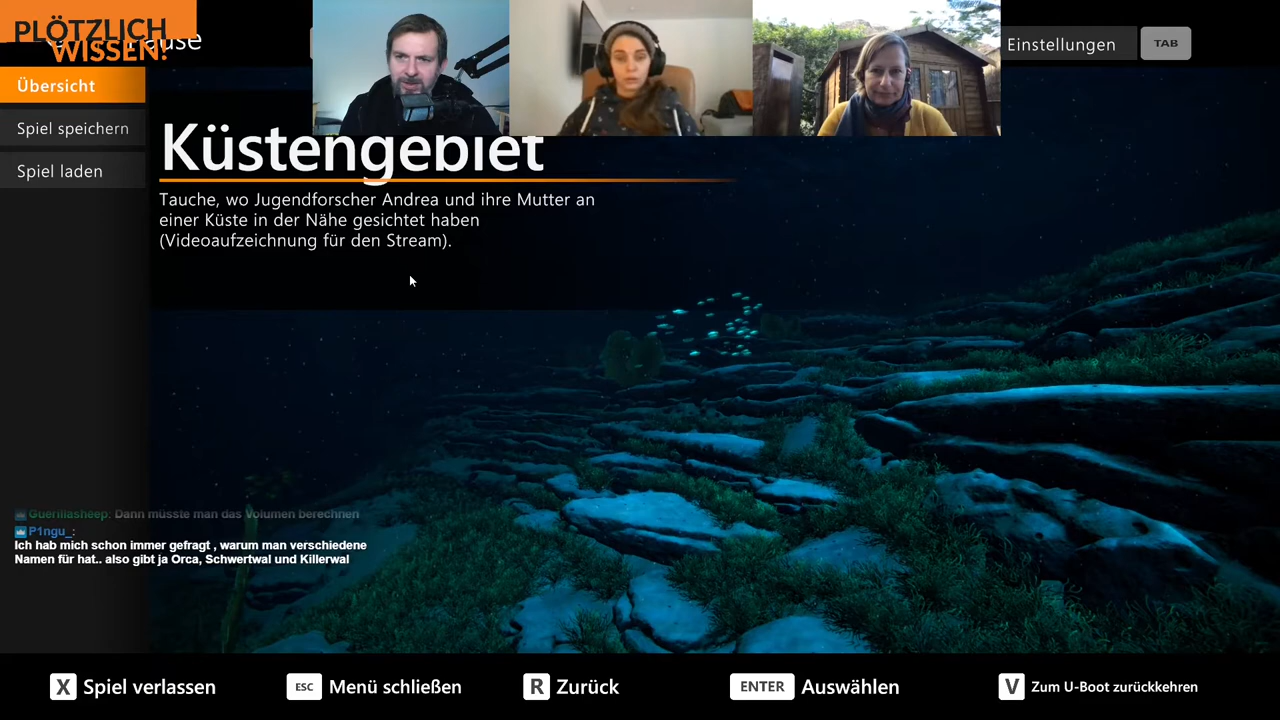 PLÖTZLICH
WISSEN!
Einstellungen
TAB
Übersicht
Spiel speichern
Spiel laden
Küstengebiet
Tauche, wo Jugendforscher Andrea und ihre Mutter an
einer Küste in der Nähe gesichtet haben
(Videoaufzeichnung für den Stream).
Guerillasheep: Dann müsste man das Volumen berechnen
P1ngu_:
Ich hab mich schon immer gefragt , warum man verschiedene
Namen für hat.. also gibt ja Orca, Schwertwal und Killerwal
X Spiel verlassen
ESC Menü schließen
R Zurück
ENTER Auswählen
V Zum U-Boot zurückkehren